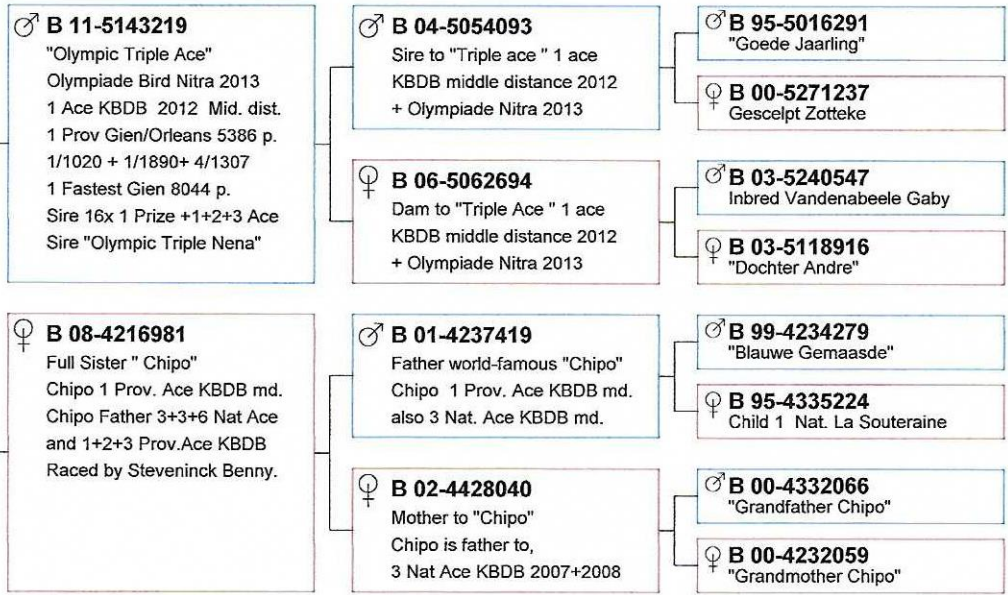 B 11-5143219
"Olympic Triple Ace"
Olympiade Bird Nitra 2013
1 Ace KBDB 2012 Mid. dist.
1 Prov Gien/Orleans 5386 p.
1/1020 + 1/1890+ 4/1307
1 Fastest Gien 8044 p.
Sire 16x 1 Prize +1+2+3 Ace
Sire "Olympic Triple Nena"
B 04-5054093
Sire to "Triple ace " 1 ace
KBDB middle distance 2012
+ Olympiade Nitra 2013
B 95-5016291
"Goede Jaarling"
B 00-5271237
Gescelpt Zotteke
B 06-5062694
Dam to "Triple Ace " 1 ace
KBDB middle distance 2012
+ Olympiade Nitra 2013
B 03-5240547
Inbred Vandenabeele Gaby
B 03-5118916
"Dochter Andre"
B 08-4216981
Full Sister " Chipo"
Chipo 1 Prov. Ace KBDB md.
Chipo Father 3+3+6 Nat Ace
and 1+2+3 Prov.Ace KBDB
Raced by Steveninck Benny.
B 01-4237419
Father world-famous "Chipo"
Chipo 1 Prov. Ace KBDB md.
also 3 Nat. Ace KBDB md.
B 99-4234279
"Blauwe Gemaasde"
B 95-4335224
Child 1 Nat. La Souteraine
B 02-4428040
Mother to "Chipo"
Chipo is father to,
3 Nat Ace KBDB 2007+2008
B 00-4332066
"Grandfather Chipo"
B 00-4232059
"Grandmother Chipo"